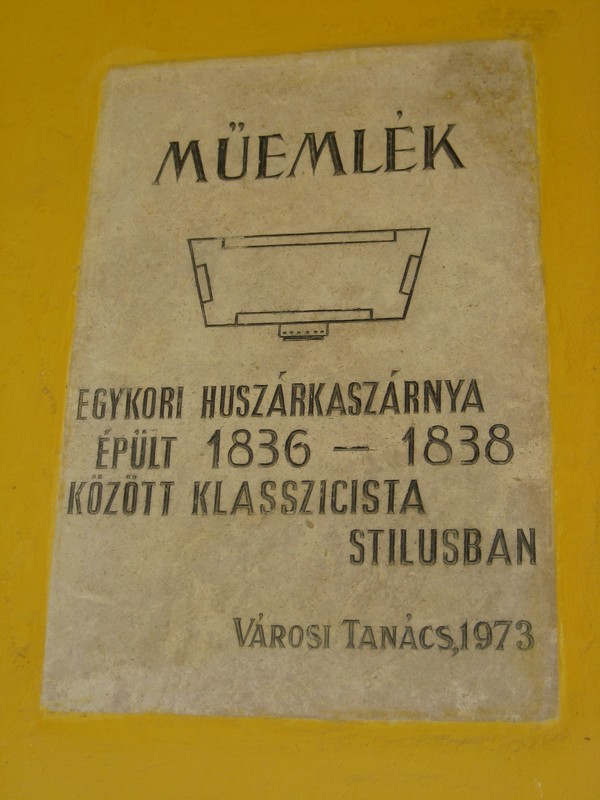 MŰEMLÉK
EGYKORI HUSZÁRKASZÁRNYA
ÉPÜLT 1836 — 1838
KÖZÖTT KLASSZICISTA
STILUSBAN
VÁROSI TANÁCS, 1973